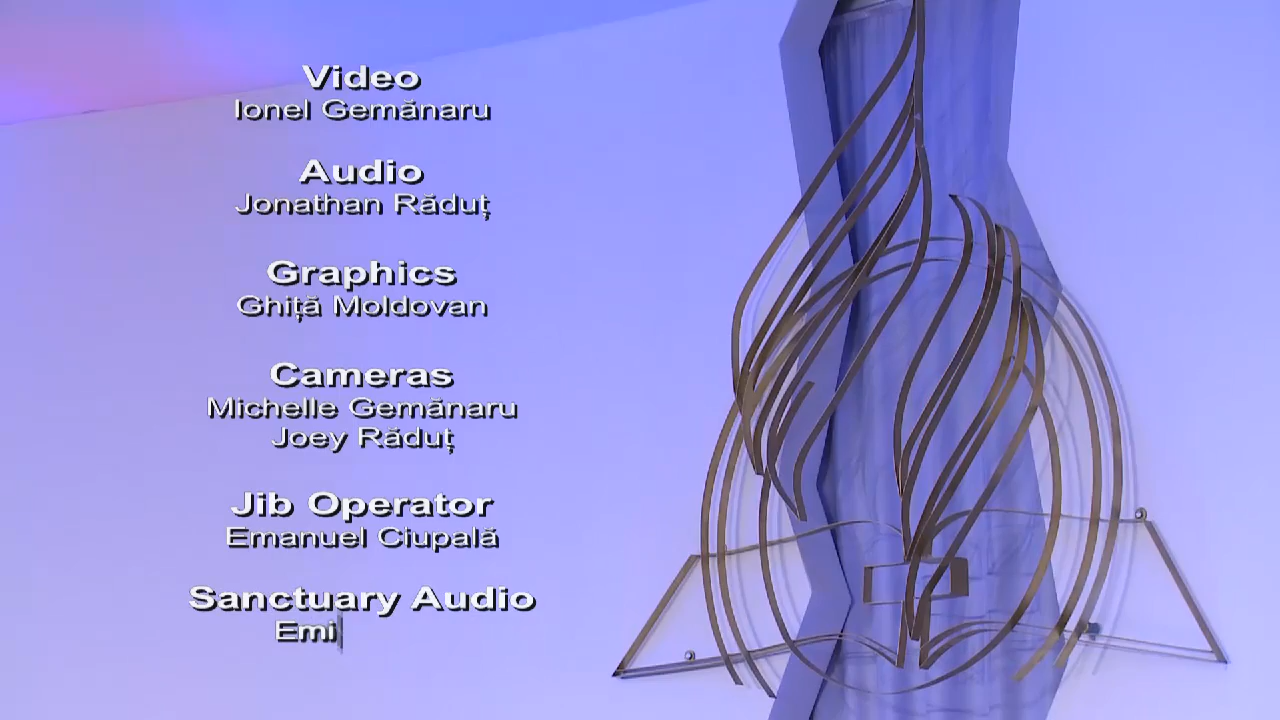 Video
Ionel Gemănaru
Audio
Jonathan Răduț
Graphics
Ghiță Moldovan
Cameras
Michelle Gemănaru
Joey Răduț
Jib Operator
Emanuel Ciupală
Sanctuary Audio
Emi